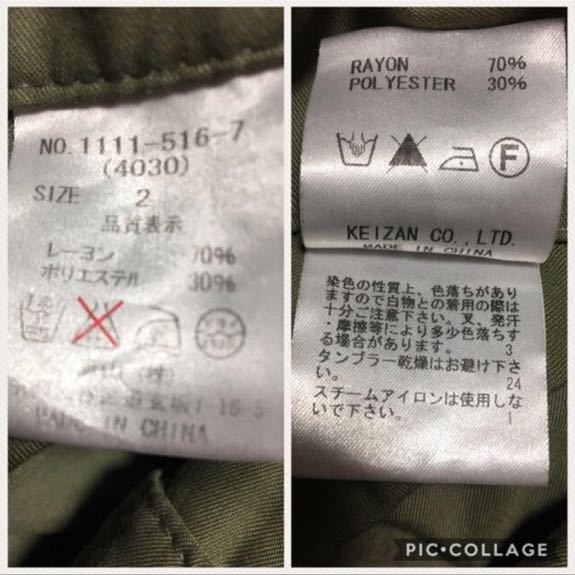 NO. 1111-516-7
(4030)
SIZE 2
品質表示
レーヨン 70%
ポリエステル 30%
(株)
MADE IN CHINA
RAYON 70%
POLYESTER 30%
F
KEIZAN CO., LTD.
MADE IN CHINA
染色の性質上、色落ちがあり
ますので白物との着用の際は
十分ご注意下さい。又、発汗
・摩擦等により多少色落ちす
る場合があります。 3
タンブラー乾燥はお避け下さ
い。 24
スチームアイロンは使用しな
いで下さい。 1
PIC•COLLAGE